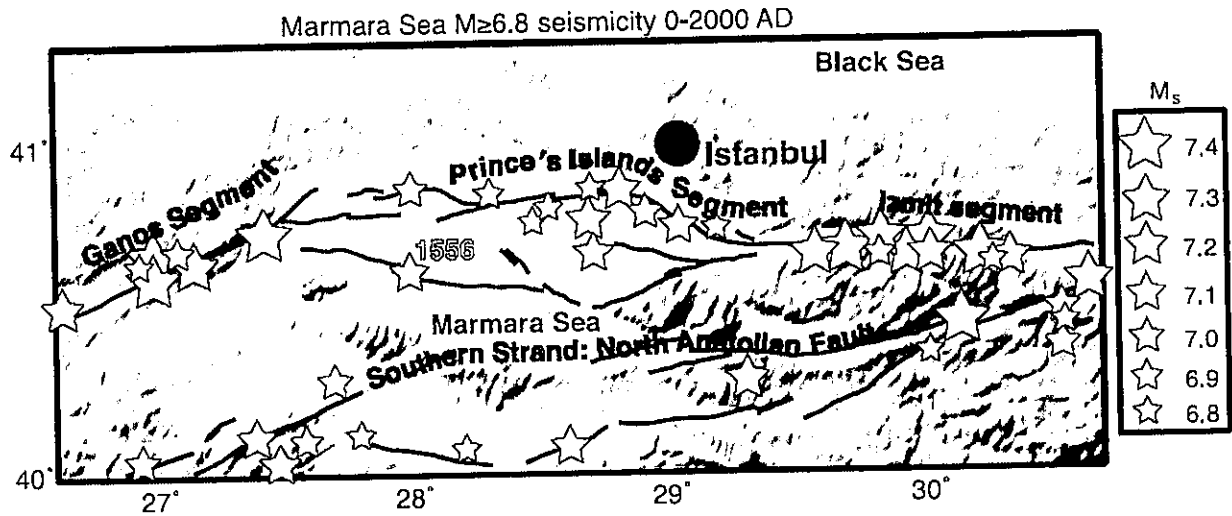 Marmara Sea M≥6.8 seismicity 0-2000 AD
Black Sea
Mₛ
41°
Istanbul
Prince's Islands Segment
Ganos Segment
Izmit segment
1556
Marmara Sea
Southern Strand: North Anatolian Fault
40°
27°
28°
29°
30°
7.4
7.3
7.2
7.1
7.0
6.9
6.8